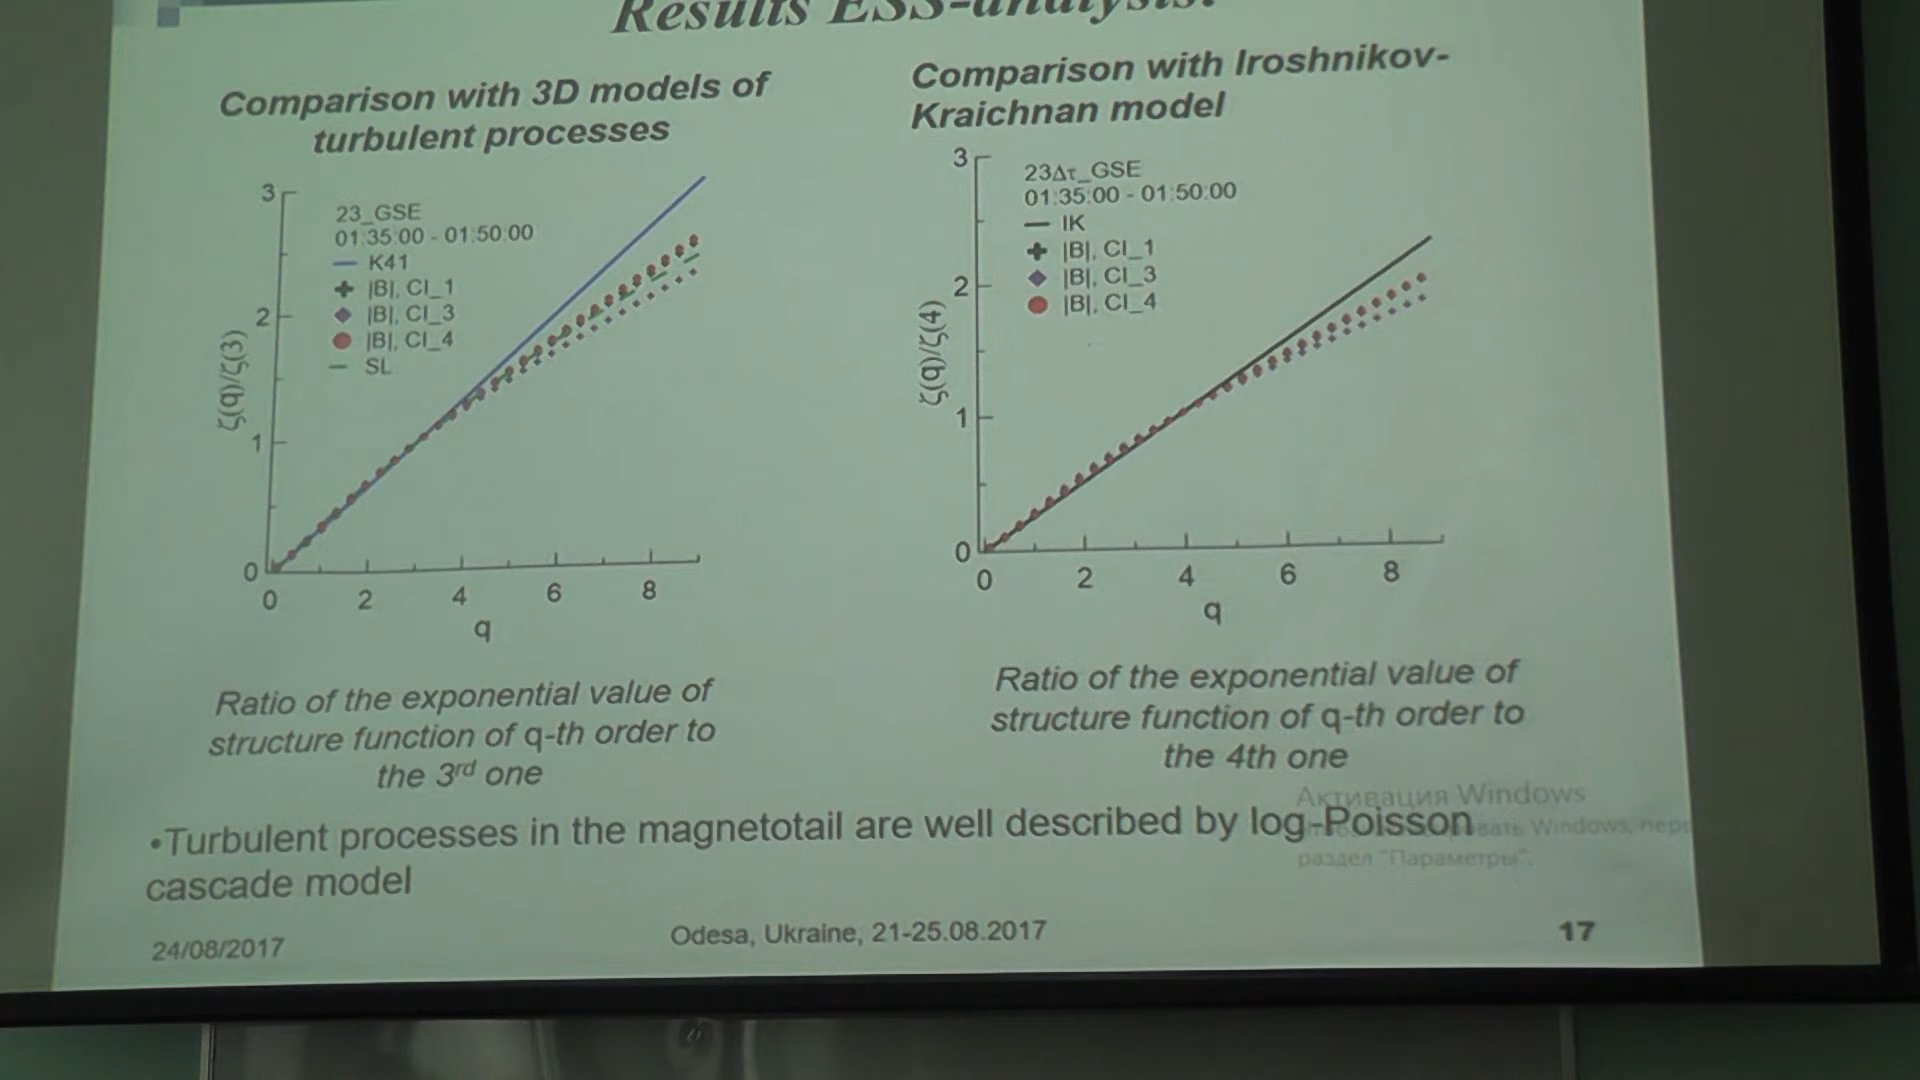 Results ESS-analysis.
Comparison with 3D models of
turbulent processes
3
2
1
0
ζ(q)/ζ(3)
23_GSE
01:35:00 - 01:50:00
K41
|B|, Cl_1
|B|, Cl_3
|B|, Cl_4
SL
0 2 4 6 8
q
Ratio of the exponential value of
structure function of q-th order to
the 3rd one
Comparison with Iroshnikov-
Kraichnan model
3
2
1
0
ζ(q)/ζ(4)
23Δτ_GSE
01:35:00 - 01:50:00
IK
|B|, Cl_1
|B|, Cl_3
|B|, Cl_4
0 2 4 6 8
q
Ratio of the exponential value of
structure function of q-th order to
the 4th one
•Turbulent processes in the magnetotail are well described by log-Poisson
cascade model
Активация Windows
Windows,
раздел "Параметры".
24/08/2017
Odesa, Ukraine, 21-25.08.2017
17